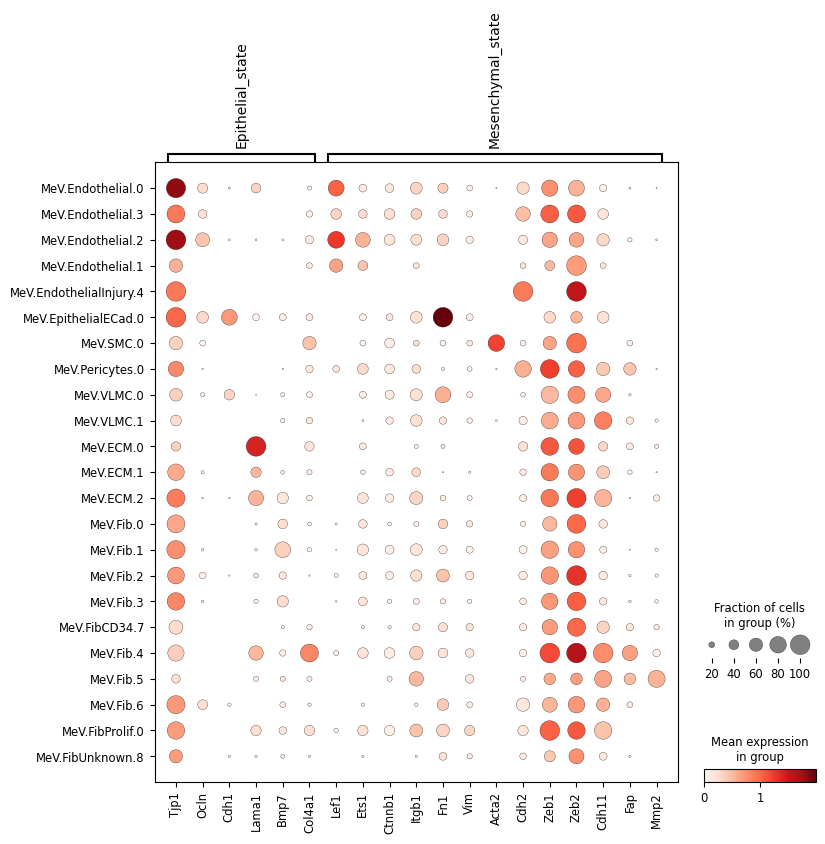 Epithelial_state
Mesenchymal_state
MeV.Endothelial.0
MeV.Endothelial.3
MeV.Endothelial.2
MeV.Endothelial.1
MeV.EndothelialInjury.4
MeV.EpithelialECad.0
MeV.SMC.0
MeV.Pericytes.0
MeV.VLMC.0
MeV.VLMC.1
MeV.ECM.0
MeV.ECM.1
MeV.ECM.2
MeV.Fib.0
MeV.Fib.1
MeV.Fib.2
MeV.Fib.3
MeV.FibCD34.7
MeV.Fib.4
MeV.Fib.5
MeV.Fib.6
MeV.FibProlif.0
MeV.FibUnknown.8
Tjp1
Ocln
Cdh1
Lama1
Bmp7
Col4a1
Lef1
Ets1
Ctnnb1
Itgb1
Fn1
Vim
Acta2
Cdh2
Zeb1
Zeb2
Cdh11
Fap
Mmp2
Fraction of cells
in group (%)
20 40 60 80 100
Mean expression
in group
0 1